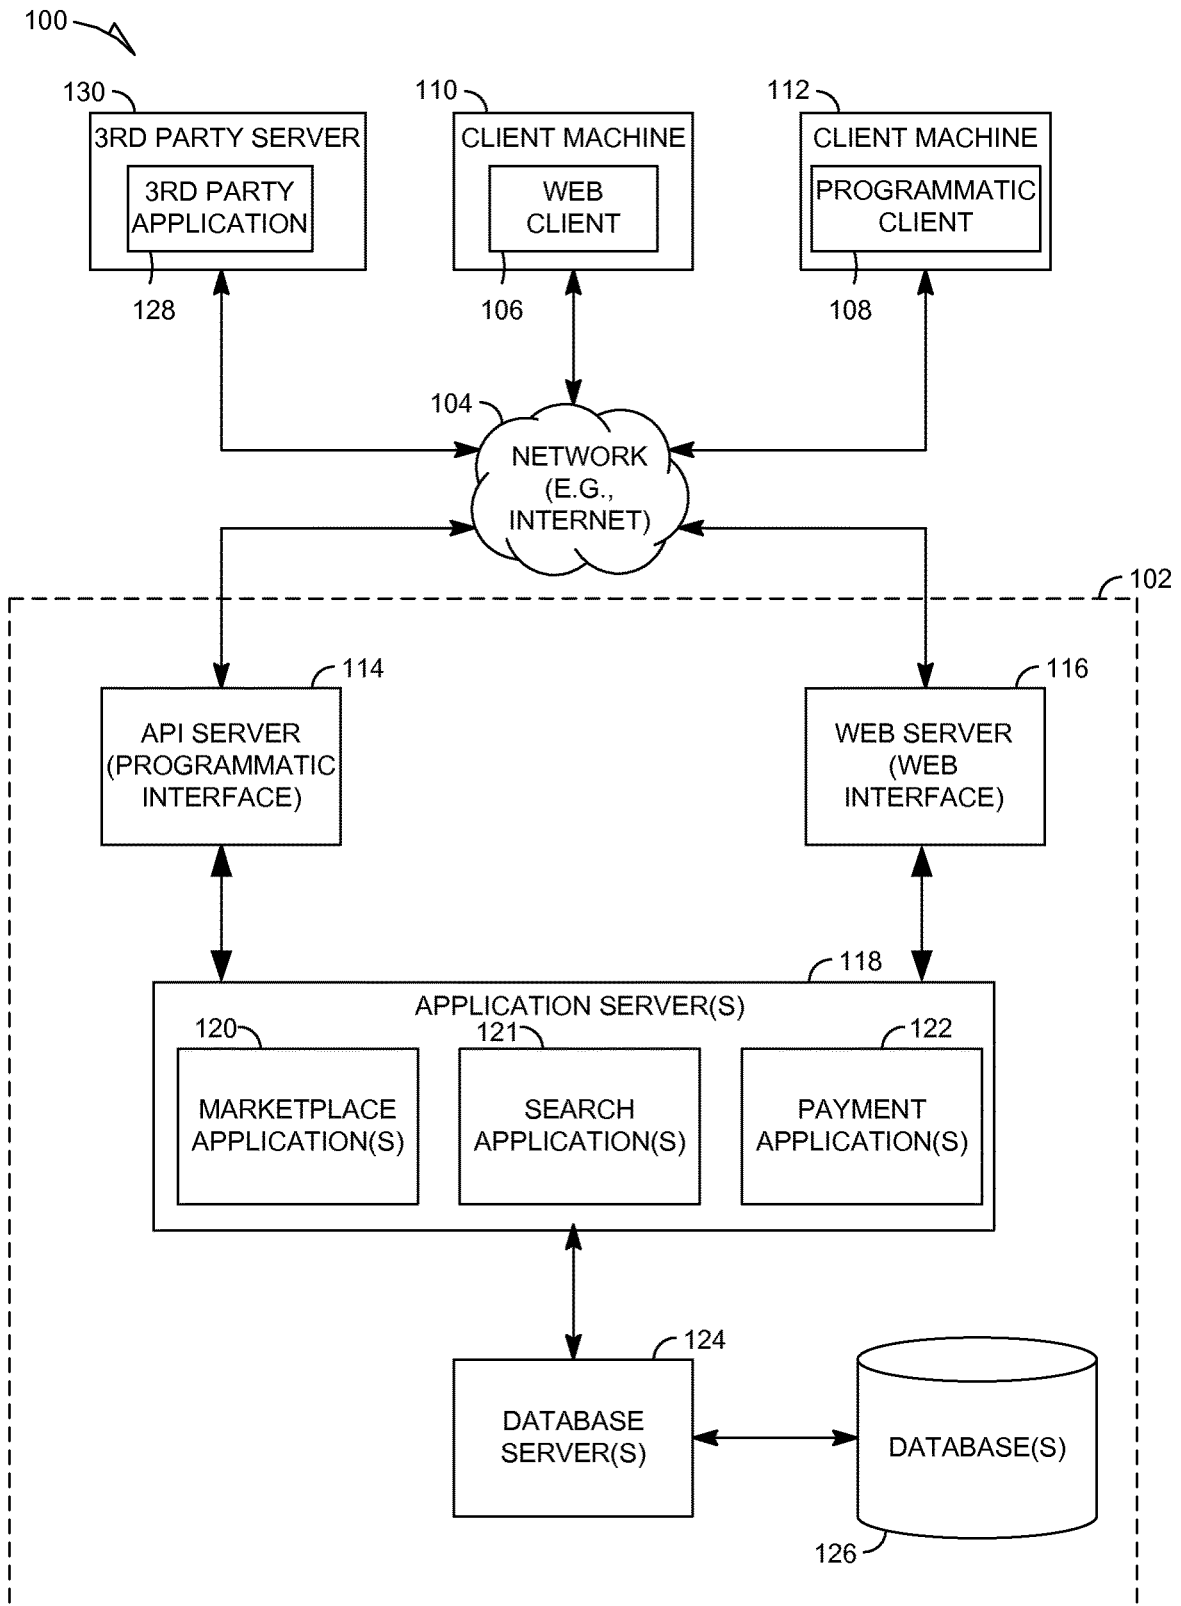 100
130
3RD PARTY SERVER
3RD PARTY
APPLICATION
128
110
CLIENT MACHINE
WEB
CLIENT
106
112
CLIENT MACHINE
PROGRAMMATIC
CLIENT
108
104
NETWORK
(E.G.,
INTERNET)
102
114
API SERVER
(PROGRAMMATIC
INTERFACE)
116
WEB SERVER
(WEB
INTERFACE)
118
APPLICATION SERVER(S)
120
MARKETPLACE
APPLICATION(S)
121
SEARCH
APPLICATION(S)
122
PAYMENT
APPLICATION(S)
124
DATABASE
SERVER(S)
DATABASE(S)
126